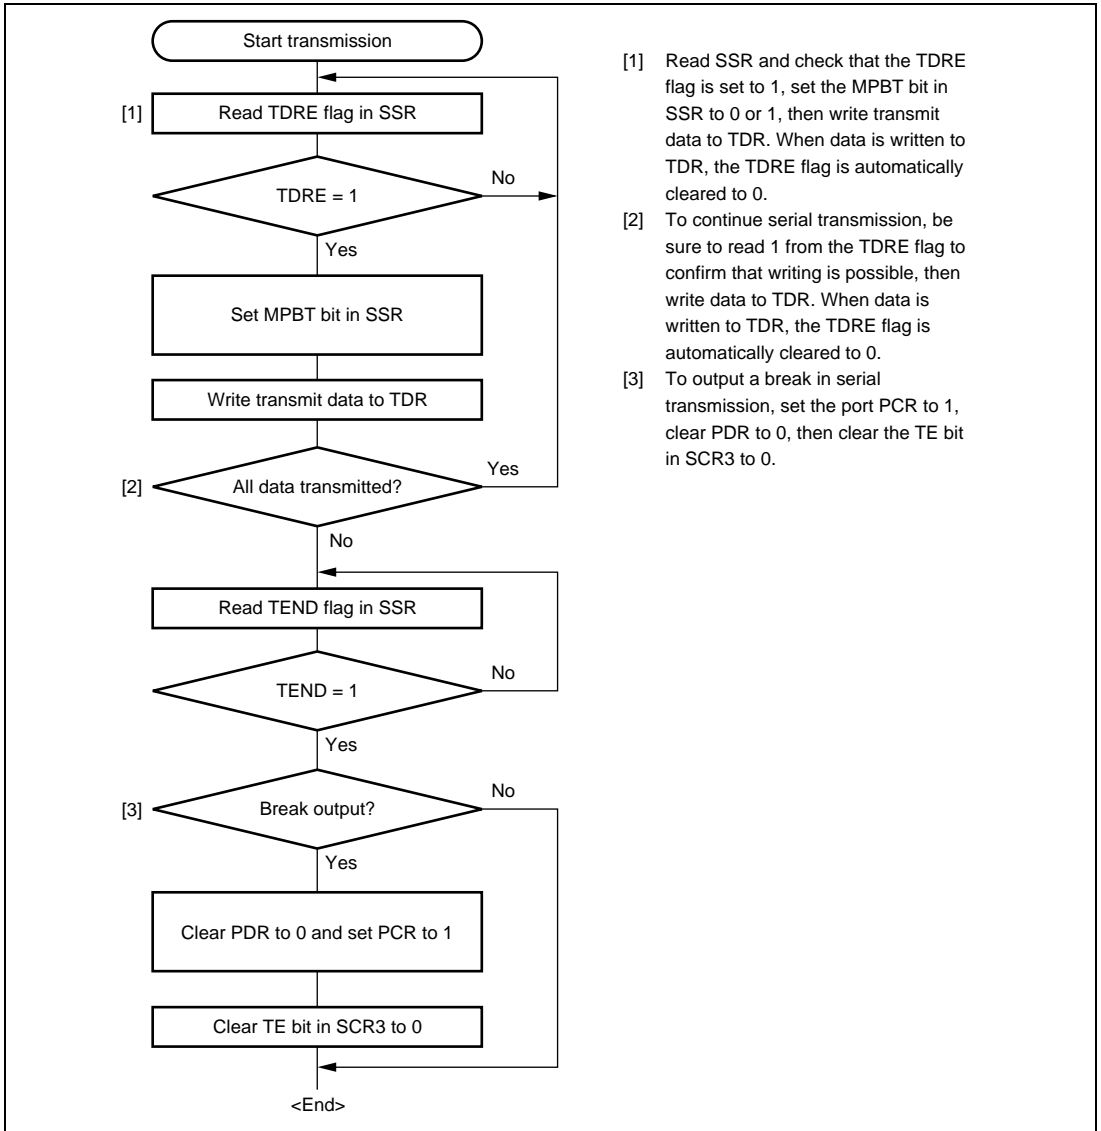 Start transmission
[1] Read TDRE flag in SSR
TDRE = 1
No
Yes
Set MPBT bit in SSR
Write transmit data to TDR
[2] All data transmitted?
Yes
No
Read TEND flag in SSR
TEND = 1
No
Yes
[3] Break output?
No
Yes
Clear PDR to 0 and set PCR to 1
Clear TE bit in SCR3 to 0
<End>
[1] Read SSR and check that the TDRE
flag is set to 1, set the MPBT bit in
SSR to 0 or 1, then write transmit
data to TDR. When data is written to
TDR, the TDRE flag is automatically
cleared to 0.
[2] To continue serial transmission, be
sure to read 1 from the TDRE flag to
confirm that writing is possible, then
write data to TDR. When data is
written to TDR, the TDRE flag is
automatically cleared to 0.
[3] To output a break in serial
transmission, set the port PCR to 1,
clear PDR to 0, then clear the TE bit
in SCR3 to 0.